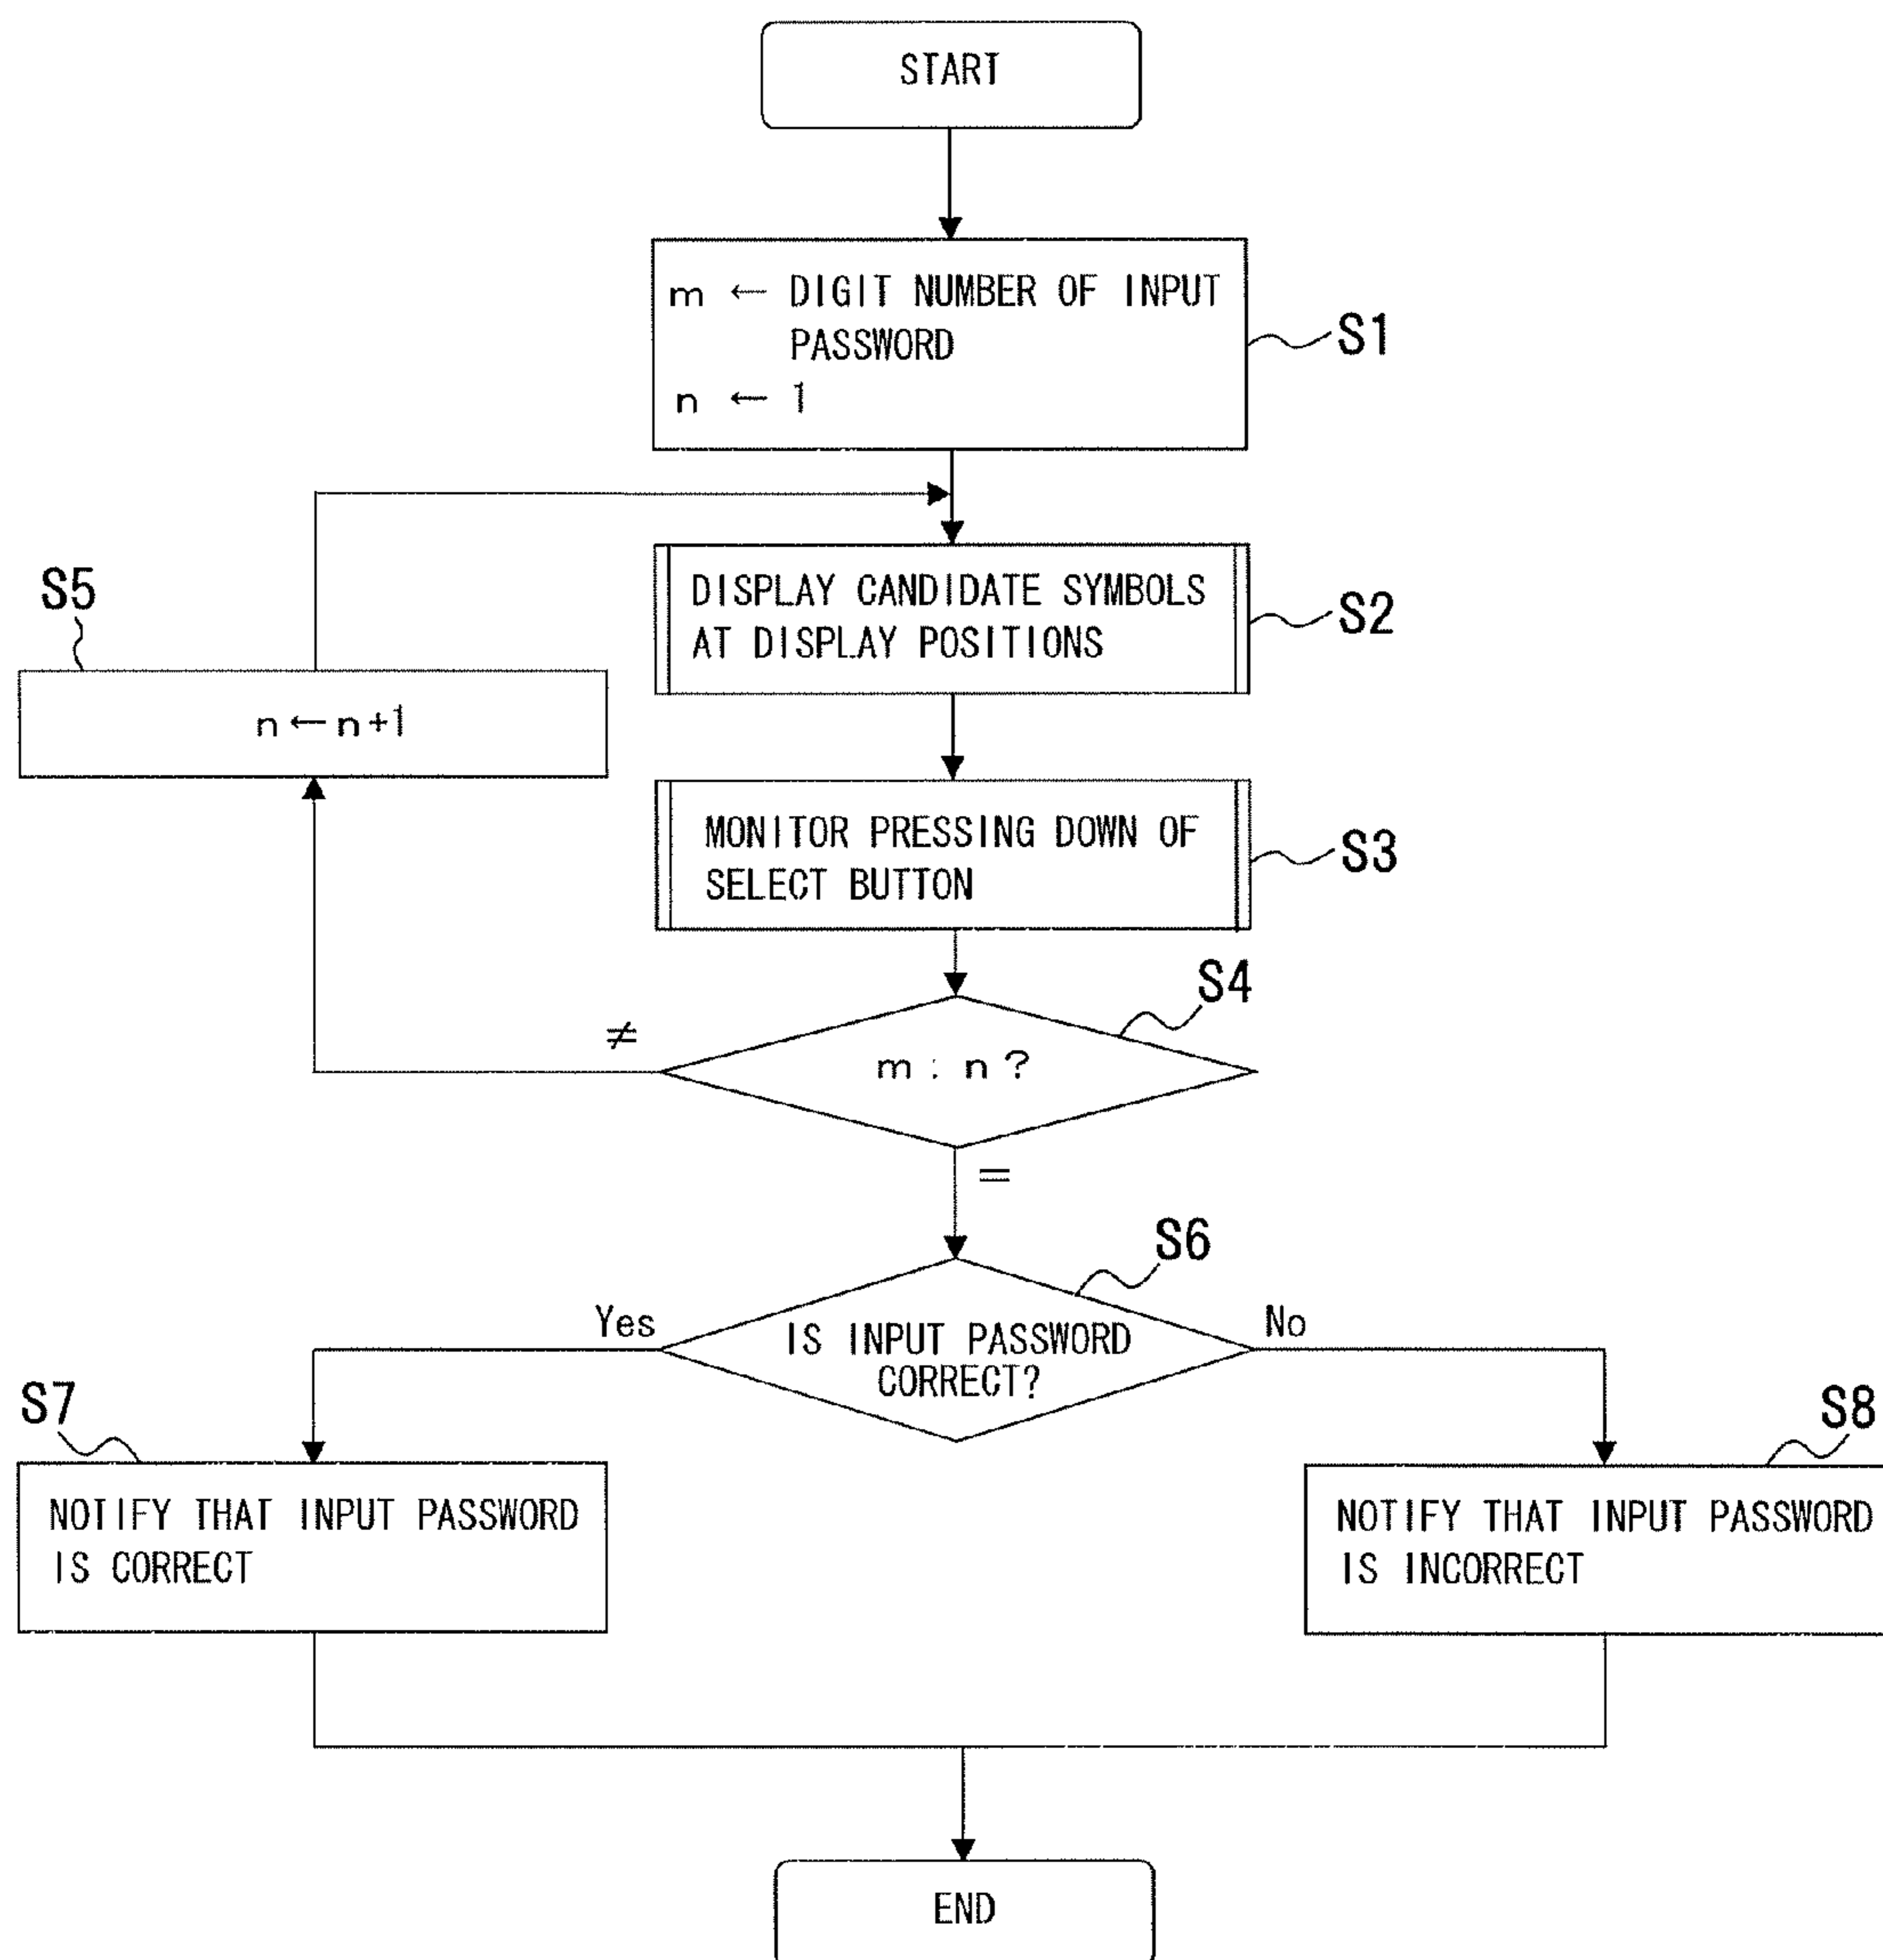 START
m ← DIGIT NUMBER OF INPUT
PASSWORD
n ← 1
S1
DISPLAY CANDIDATE SYMBOLS
AT DISPLAY POSITIONS
S2
S5
n←n+1
MONITOR PRESSING DOWN OF
SELECT BUTTON
S3
S4
≠
m : n ?
=
S6
Yes
IS INPUT PASSWORD
CORRECT?
No
S7
NOTIFY THAT INPUT PASSWORD
IS CORRECT
S8
NOTIFY THAT INPUT PASSWORD
IS INCORRECT
END